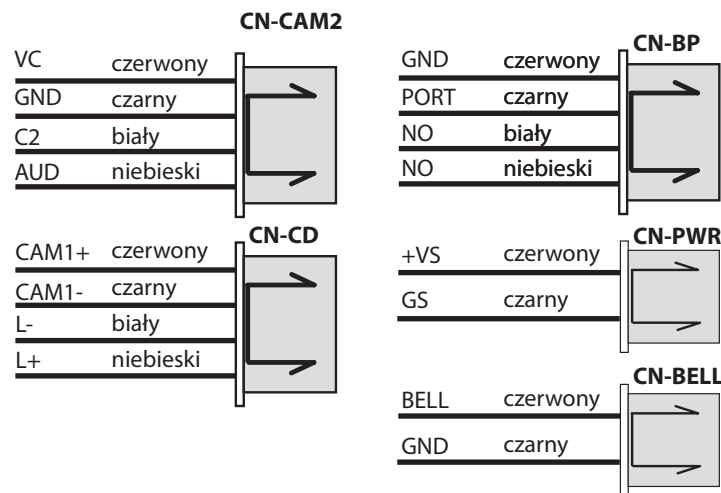 CN-CAM2
VC czerwony
GND czarny
C2 biały
AUD niebieski
CN-CD
CAM1+ czerwony
CAM1- czarny
L- biały
L+ niebieski
CN-BP
GND czerwony
PORT czarny
NO biały
NO niebieski
CN-PWR
+VS czerwony
GS czarny
CN-BELL
BELL czerwony
GND czarny